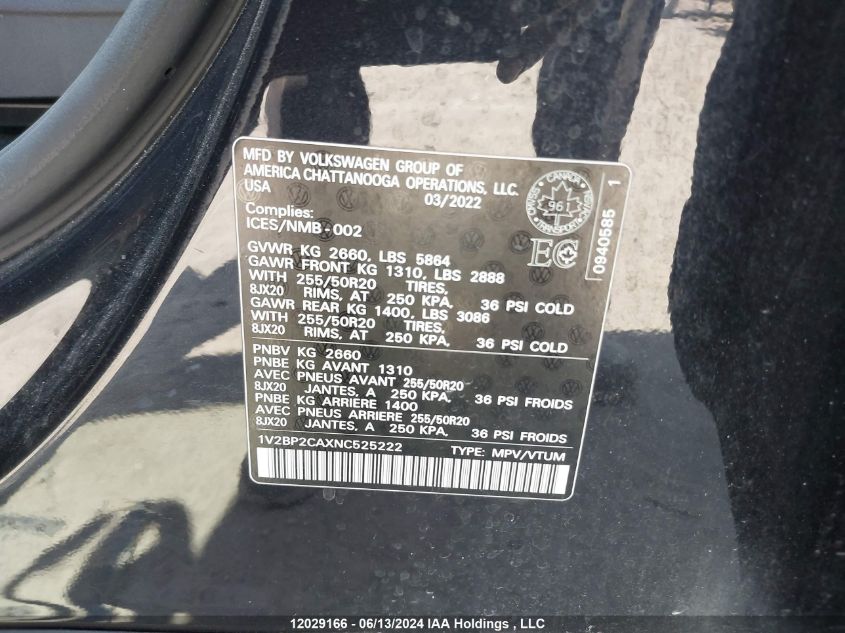 MFD BY VOLKSWAGEN GROUP OF
AMERICA CHATTANOOGA OPERATIONS, LLC.
USA
03/2022
Complies:
ICES/NMB-002
GVWR KG 2660, LBS 5864
GAWR FRONT KG 1310, LBS 2888
WITH 255/50R20 TIRES,
8JX20 RIMS, AT 250 KPA, 36 PSI COLD
GAWR REAR KG 1400, LBS 3086
WITH 255/50R20 TIRES,
8JX20 RIMS, AT 250 KPA, 36 PSI COLD
PNBV KG 2660
PNBE KG AVANT 1310
AVEC PNEUS AVANT 255/50R20
8JX20 JANTES, A 250 KPA, 36 PSI FROIDS
PNBE KG ARRIERE 1400
AVEC PNEUS ARRIERE 255/50R20
8JX20 JANTES, A 250 KPA, 36 PSI FROIDS
1V2BP2CAXNC525222 TYPE: MPV/VTUM
CANADA
961
TRANSPORT
EC
0940585 1
12029166 - 06/13/2024 IAA Holdings , LLC